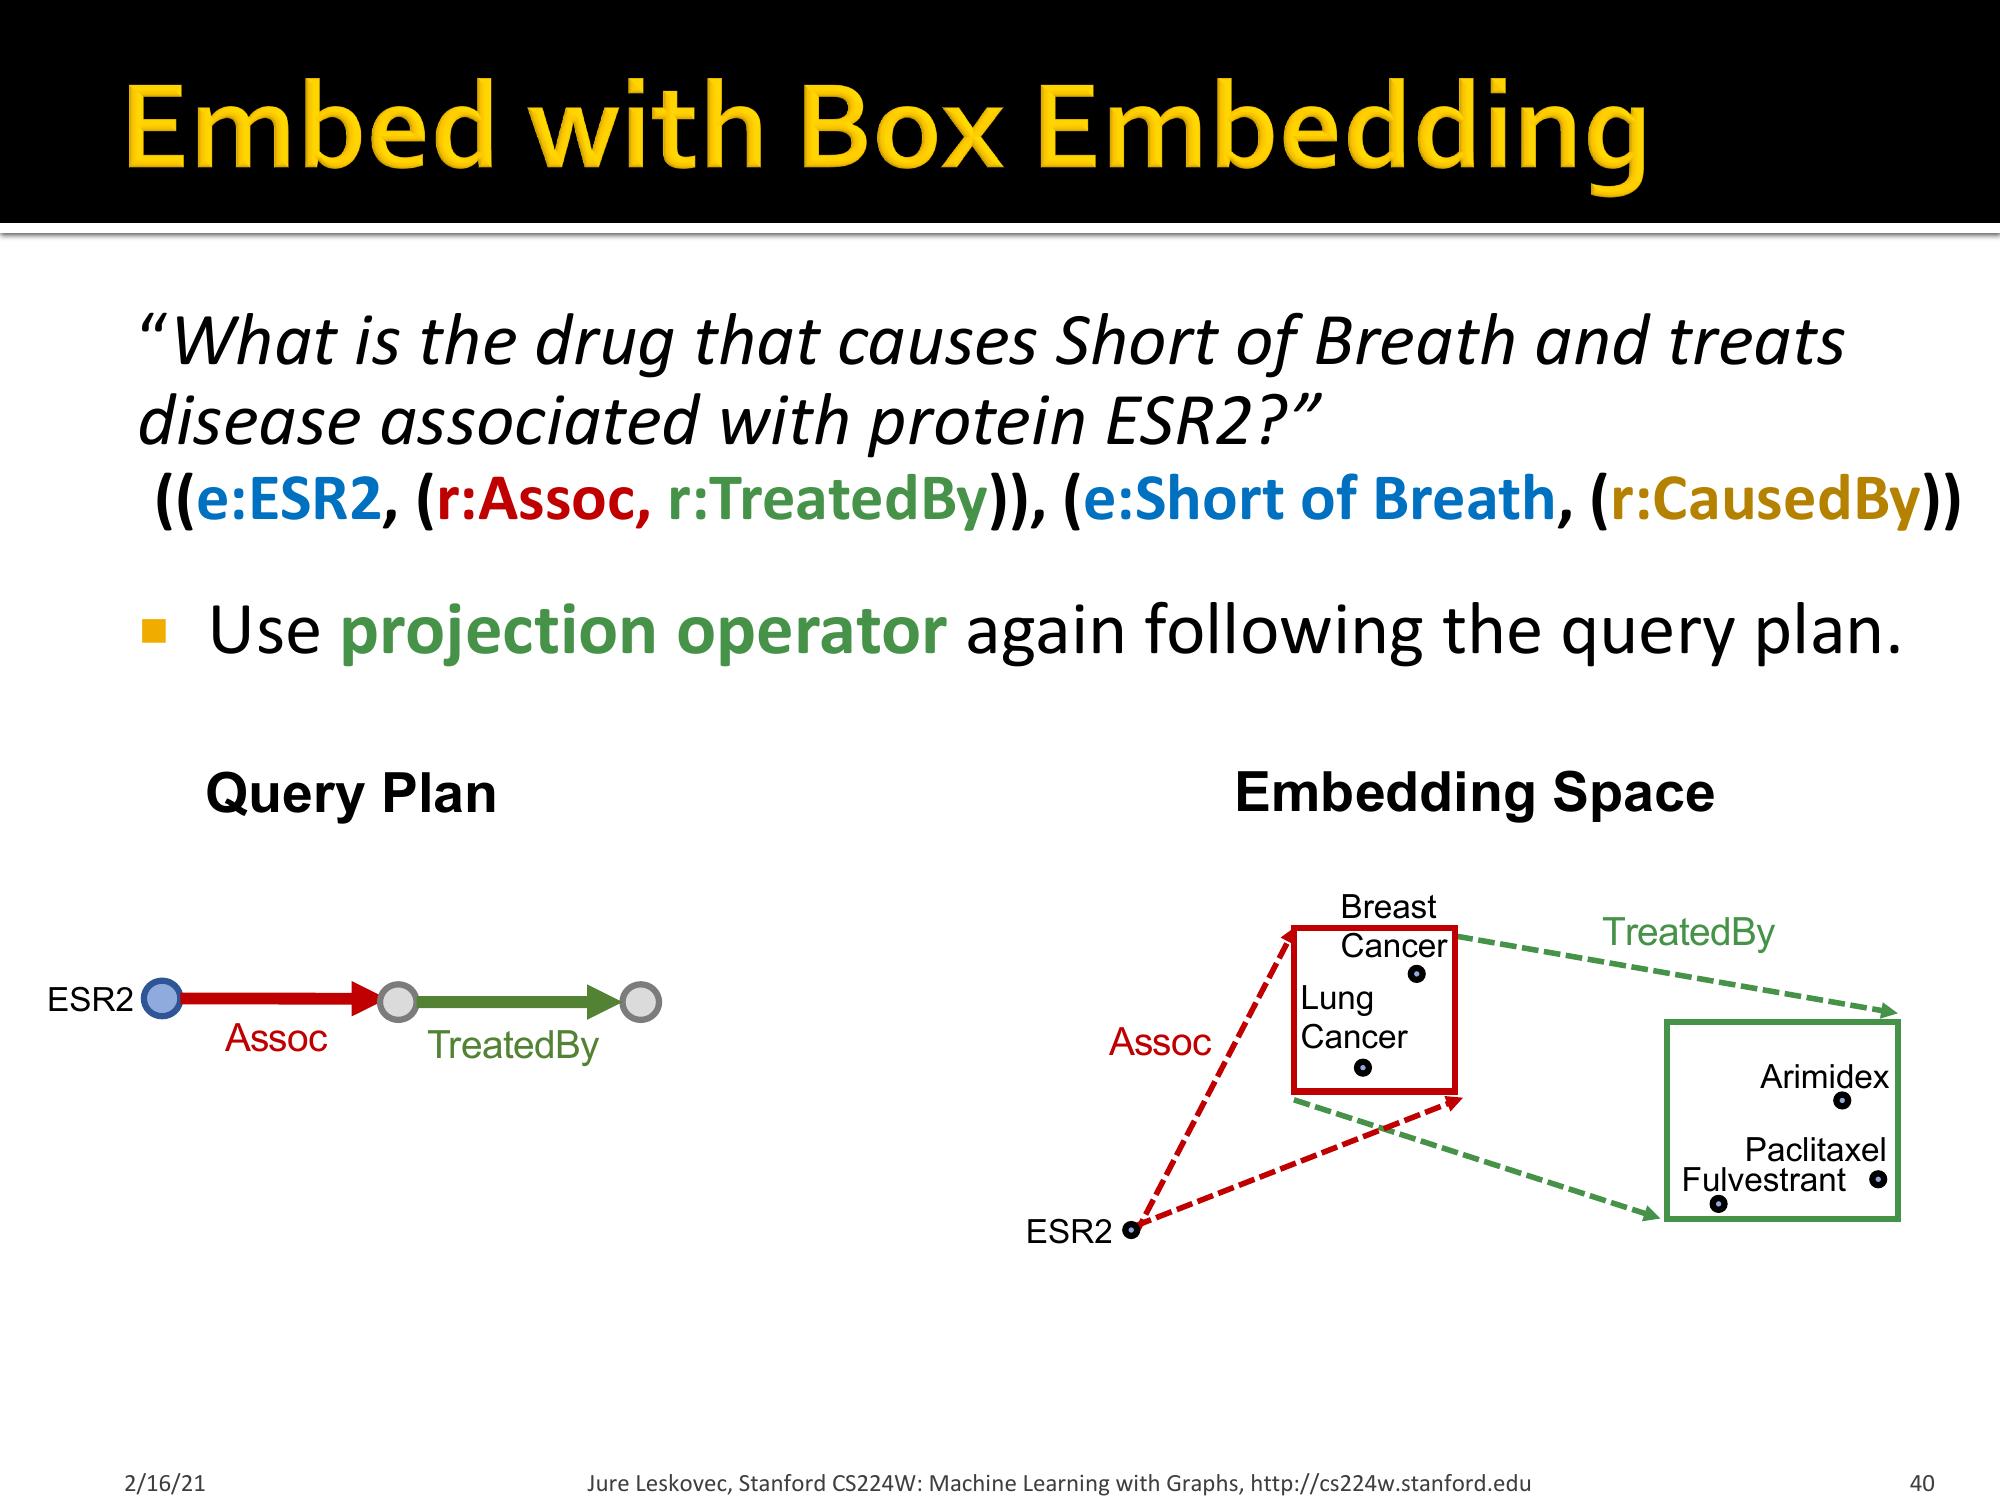 Embed with Box Embedding
“What is the drug that causes Short of Breath and treats
disease associated with protein ESR2?”
((e:ESR2, (r:Assoc, r:TreatedBy)), (e:Short of Breath, (r:CausedBy))
Use projection operator again following the query plan.
Query Plan
ESR2
Assoc
TreatedBy
Embedding Space
Breast
Cancer
Lung
Cancer
TreatedBy
Assoc
Arimidex
Paclitaxel
Fulvestrant
ESR2
2/16/21
Jure Leskovec, Stanford CS224W: Machine Learning with Graphs, http://cs224w.stanford.edu
40